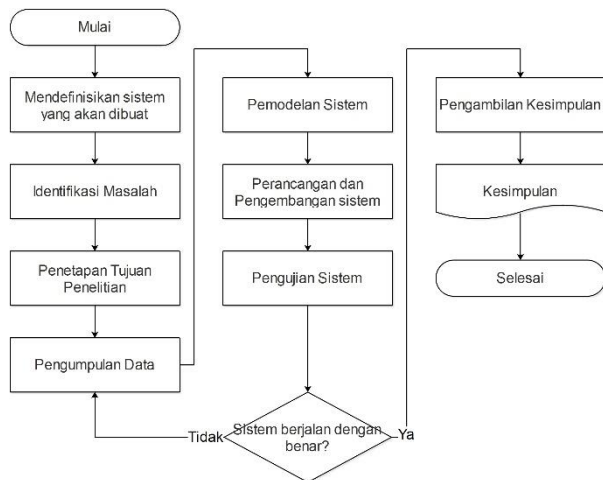 Mulai
Mendefinisikan sistem
yang akan dibuat
Identifikasi Masalah
Penetapan Tujuan
Penelitian
Pengumpulan Data
Pemodelan Sistem
Perancangan dan
Pengembangan sistem
Pengujian Sistem
Sistem berjalan dengan
benar?
Tidak
Ya
Pengambilan Kesimpulan
Kesimpulan
Selesai